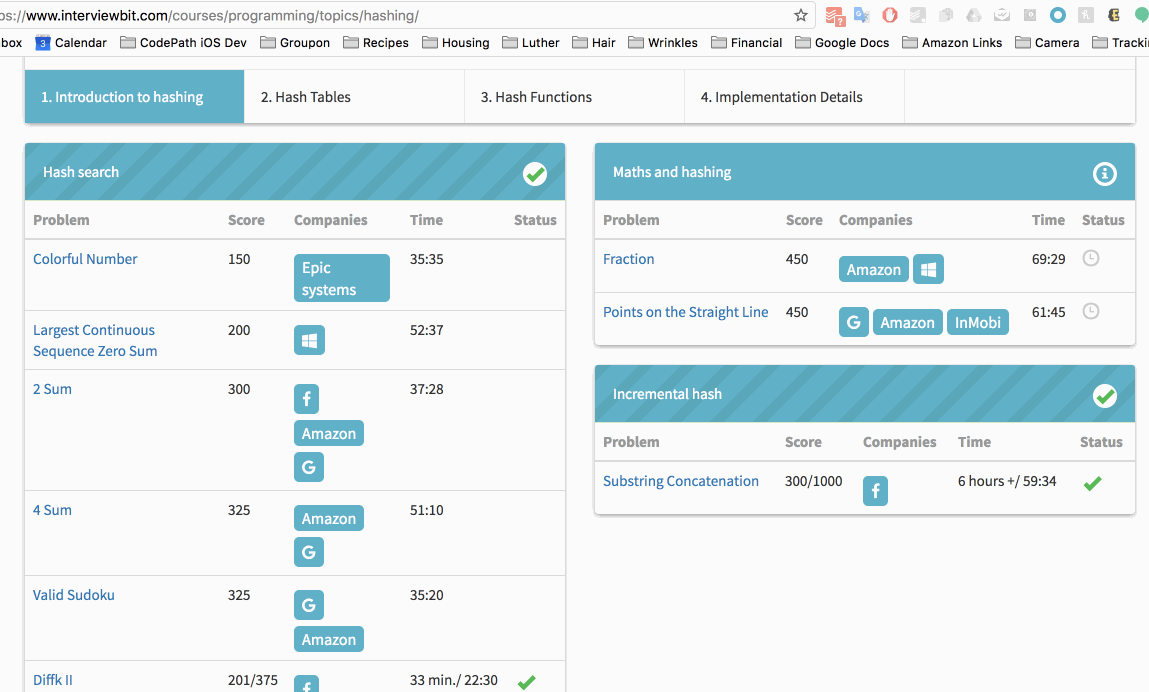 ps://www.interviewbit.com/courses/programming/topics/hashing/
box 3 Calendar CodePath iOS Dev Groupon Recipes Housing Luther Hair Wrinkles Financial Google Docs Amazon Links Camera Tracki
1. Introduction to hashing 2. Hash Tables 3. Hash Functions 4. Implementation Details
Hash search
Problem Score Companies Time Status
Colorful Number 150 Epic systems 35:35
Largest Continuous Sequence Zero Sum 200 52:37
2 Sum 300 f Amazon G 37:28
4 Sum 325 Amazon G 51:10
Valid Sudoku 325 G Amazon 35:20
Diffk II 201/375 f 33 min./ 22:30
Maths and hashing
Problem Score Companies Time Status
Fraction 450 Amazon 69:29
Points on the Straight Line 450 G Amazon InMobi 61:45
Incremental hash
Problem Score Companies Time Status
Substring Concatenation 300/1000 f 6 hours +/ 59:34